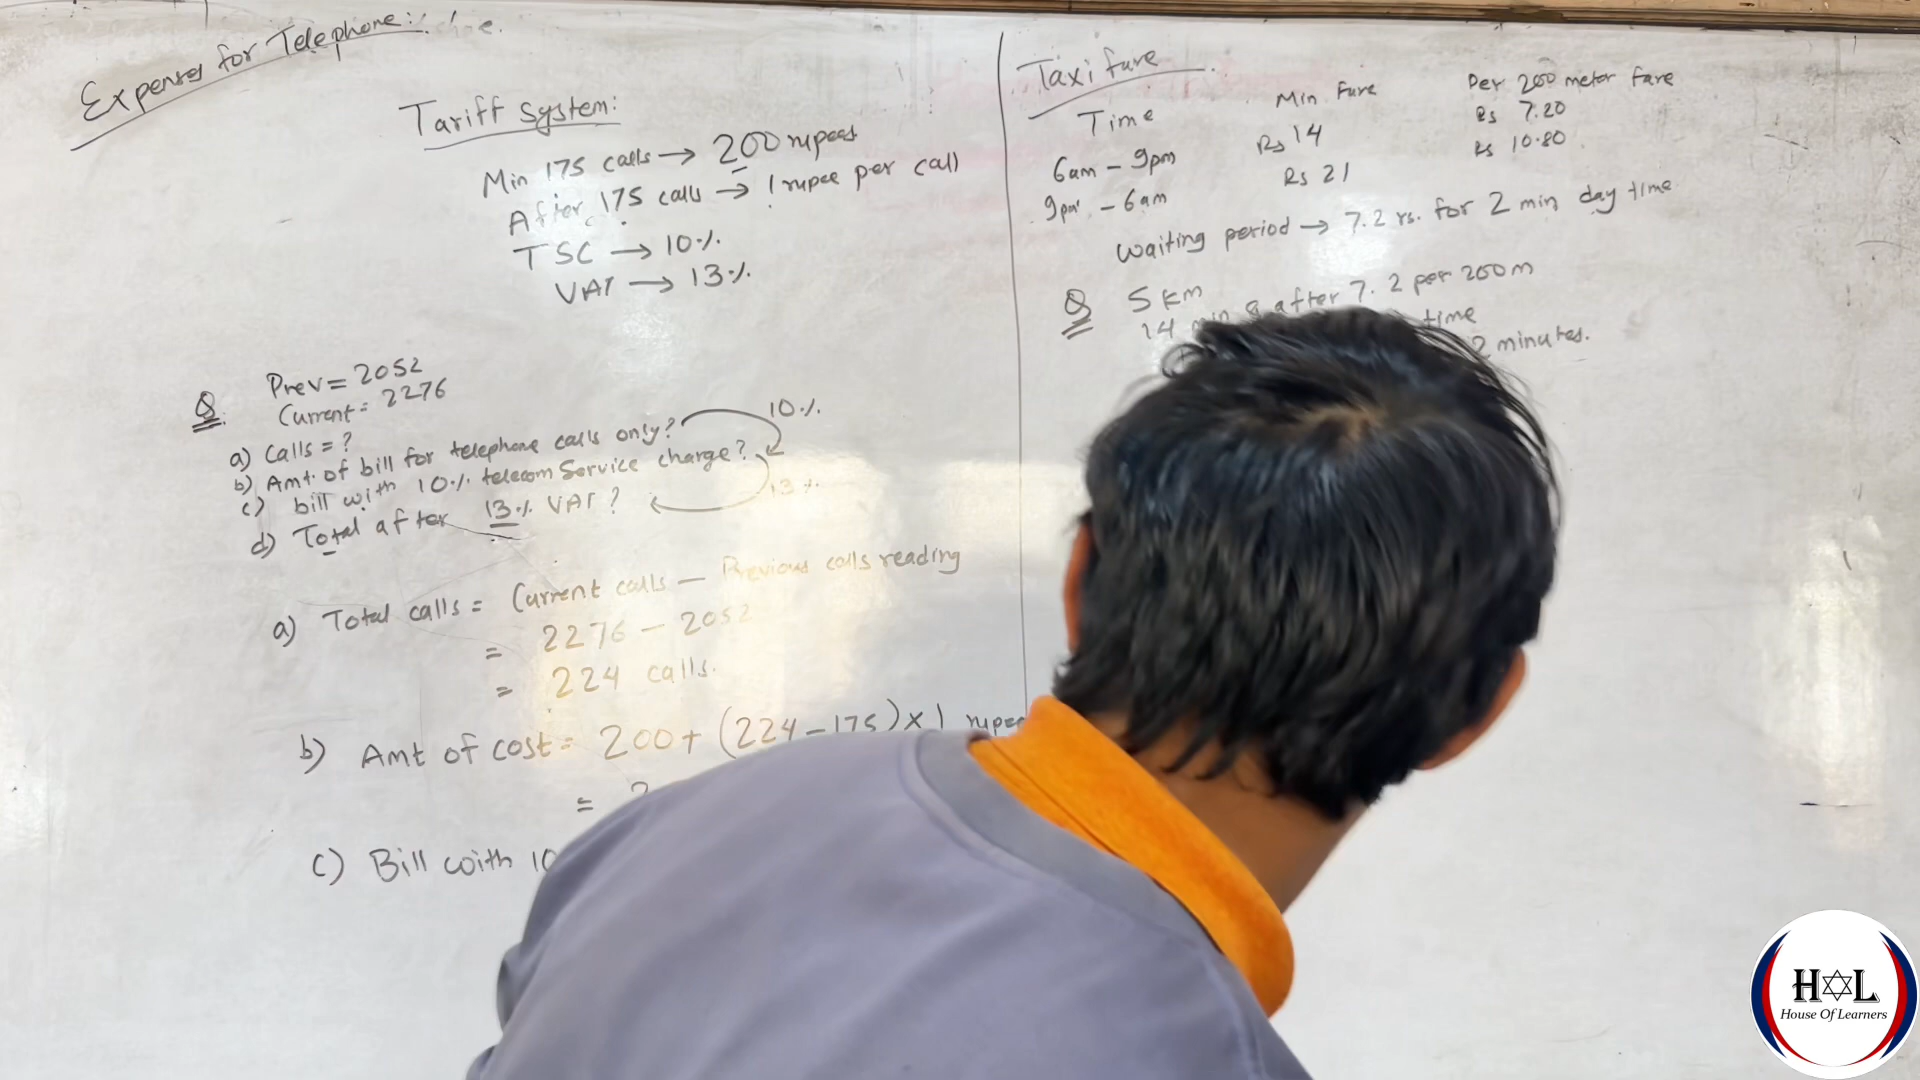 Expenses for Telephone:
Tariff system:
Min 175 calls → 200 rupees
After 175 calls → 1 rupee per call
TSC → 10%
VAT → 13%
Q. Prev = 2052
Current = 2276
a) Calls = ?
b) Amt. of bill for telephone calls only? 10%
c) bill with 10% telecom Service charge? 13%
d) Total after 13% VAT ?
a) Total calls = Current calls — Previous calls reading
= 2276 - 2052
= 224 calls.
b) Amt of cost = 200 + (224-175) × 1
=
c) Bill with 10
Taxi fare
Time Min Fare Per 200 meter fare
6am - 9pm Rs 14 Rs 7.20
9pm - 6am Rs 21 Rs 10.80
Waiting period → 7.2 rs. for 2 min day time
Q 5 km
14 after 7.2 per 200m
time
2 minutes.
H L
House Of Learners